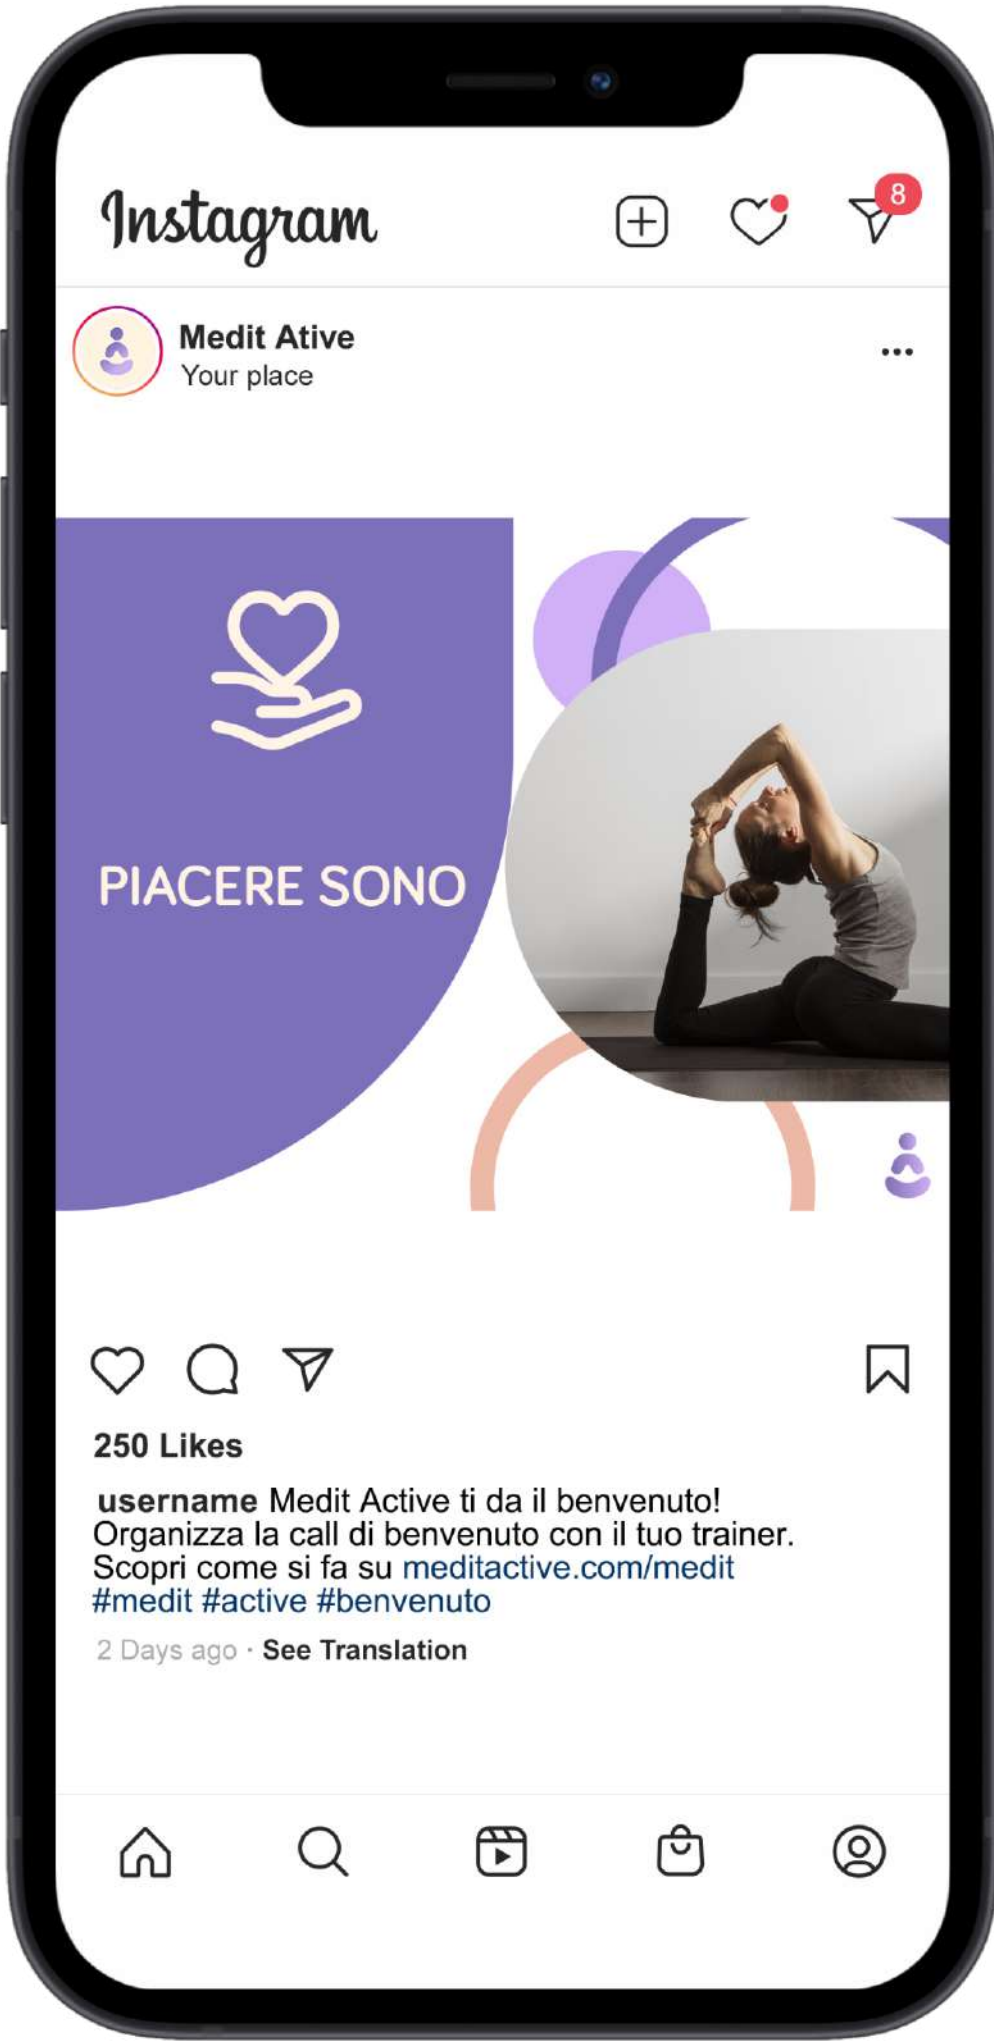 Instagram
8
Medit Ative
Your place
PIACERE SONO
250 Likes
username Medit Active ti da il benvenuto!
Organizza la call di benvenuto con il tuo trainer.
Scopri come si fa su meditactive.com/medit
#medit #active #benvenuto
2 Days ago · See Translation